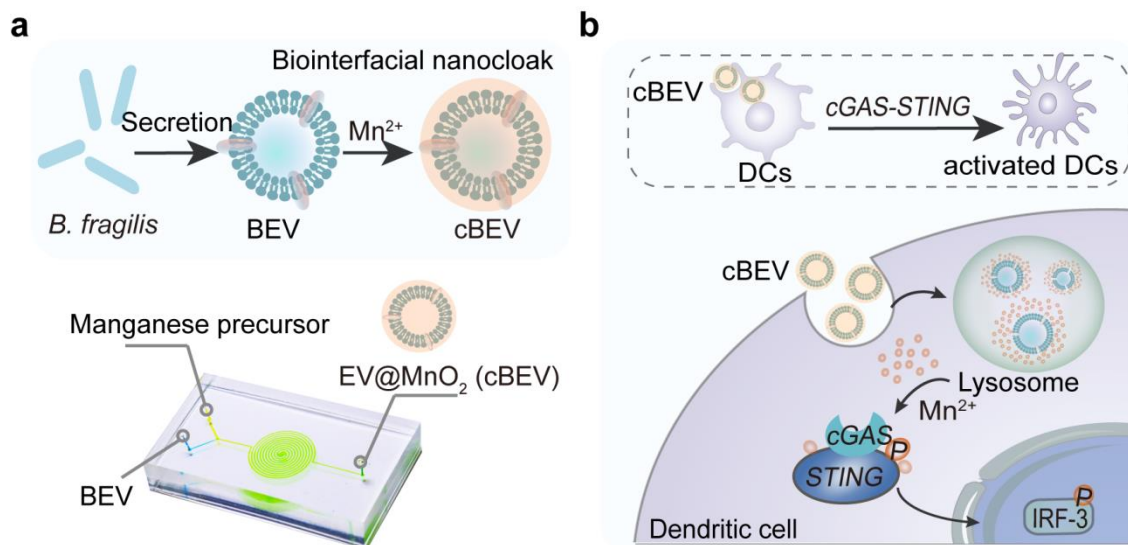 a
Biointerfacial nanocloak
Secretion
Mn²⁺
B. fragilis
BEV
cBEV
Manganese precursor
EV@MnO₂ (cBEV)
BEV
b
cBEV
cGAS-STING
DCs
activated DCs
cBEV
Lysosome
Mn²⁺
cGAS
P
STING
P
IRF-3
Dendritic cell